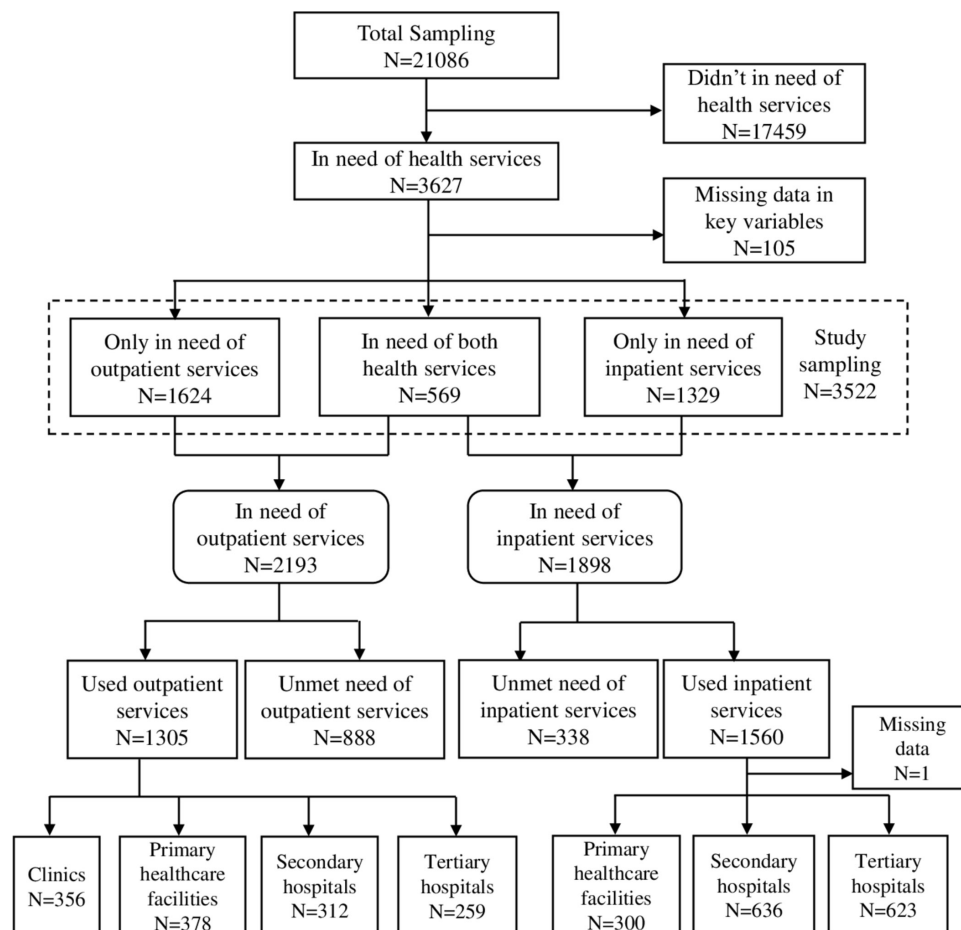 Total Sampling
N=21086
Didn't in need of
health services
N=17459
In need of health services
N=3627
Missing data in
key variables
N=105
Only in need of
outpatient services
N=1624
In need of both
health services
N=569
Only in need of
inpatient services
N=1329
Study
sampling
N=3522
In need of
outpatient services
N=2193
In need of
inpatient services
N=1898
Used outpatient
services
N=1305
Unmet need of
outpatient services
N=888
Unmet need of
inpatient services
N=338
Used inpatient
services
N=1560
Missing
data
N=1
Clinics
N=356
Primary
healthcare
facilities
N=378
Secondary
hospitals
N=312
Tertiary
hospitals
N=259
Primary
healthcare
facilities
N=300
Secondary
hospitals
N=636
Tertiary
hospitals
N=623